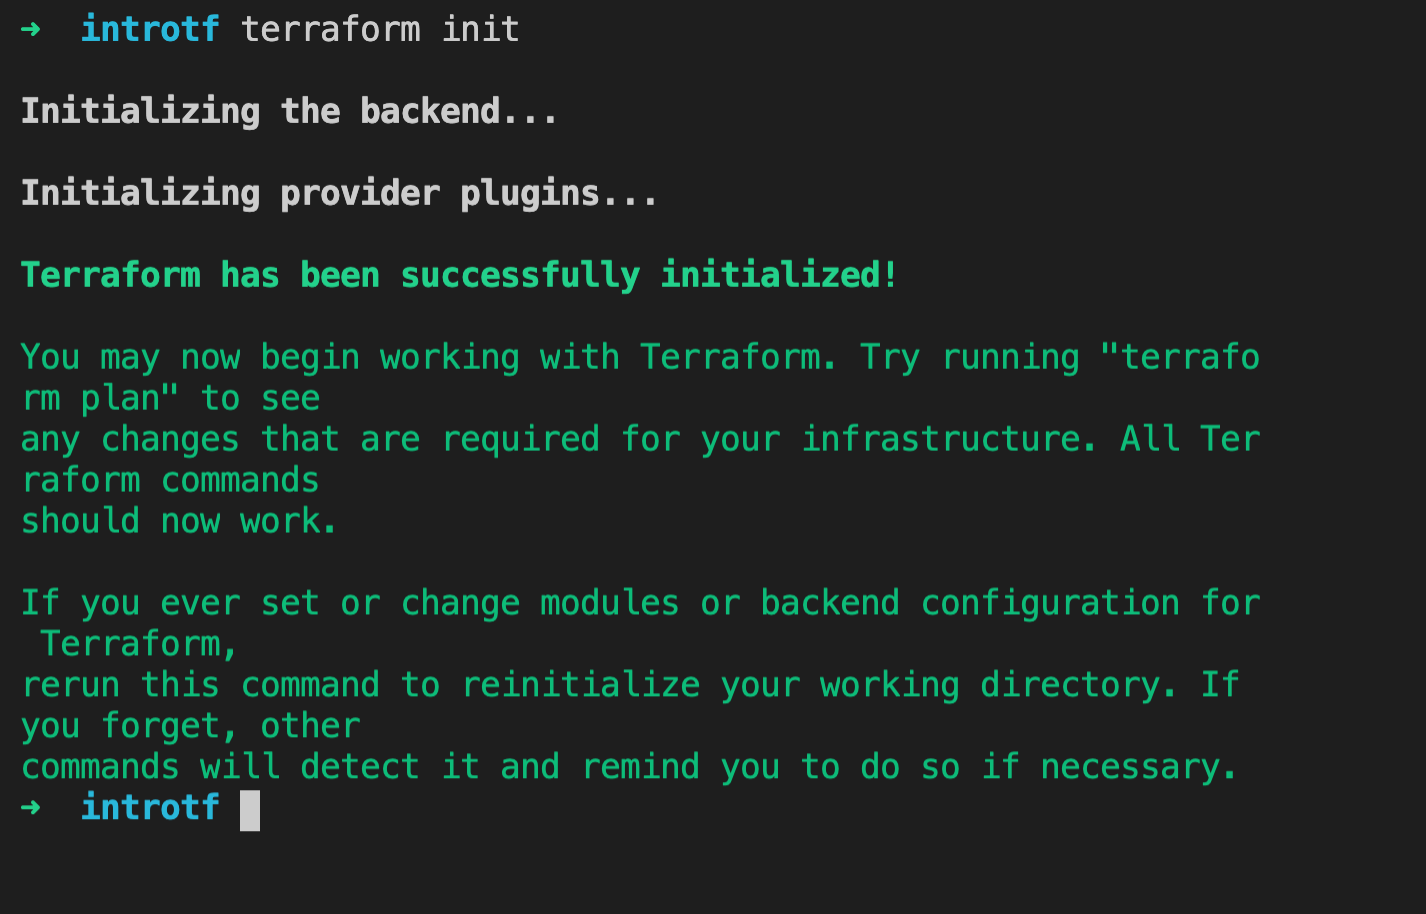 ➜  introtf terraform init
Initializing the backend...
Initializing provider plugins...
Terraform has been successfully initialized!
You may now begin working with Terraform. Try running "terrafo
rm plan" to see
any changes that are required for your infrastructure. All Ter
raform commands
should now work.
If you ever set or change modules or backend configuration for
 Terraform,
rerun this command to reinitialize your working directory. If
you forget, other
commands will detect it and remind you to do so if necessary.
➜  introtf